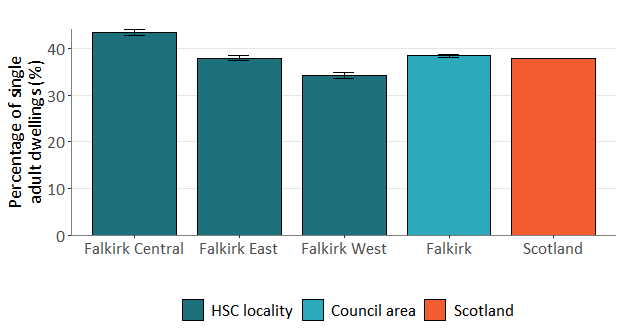 Percentage of single
adult dwellings (%)
40
30
20
10
0
Falkirk Central
Falkirk East
Falkirk West
Falkirk
Scotland
HSC locality
Council area
Scotland